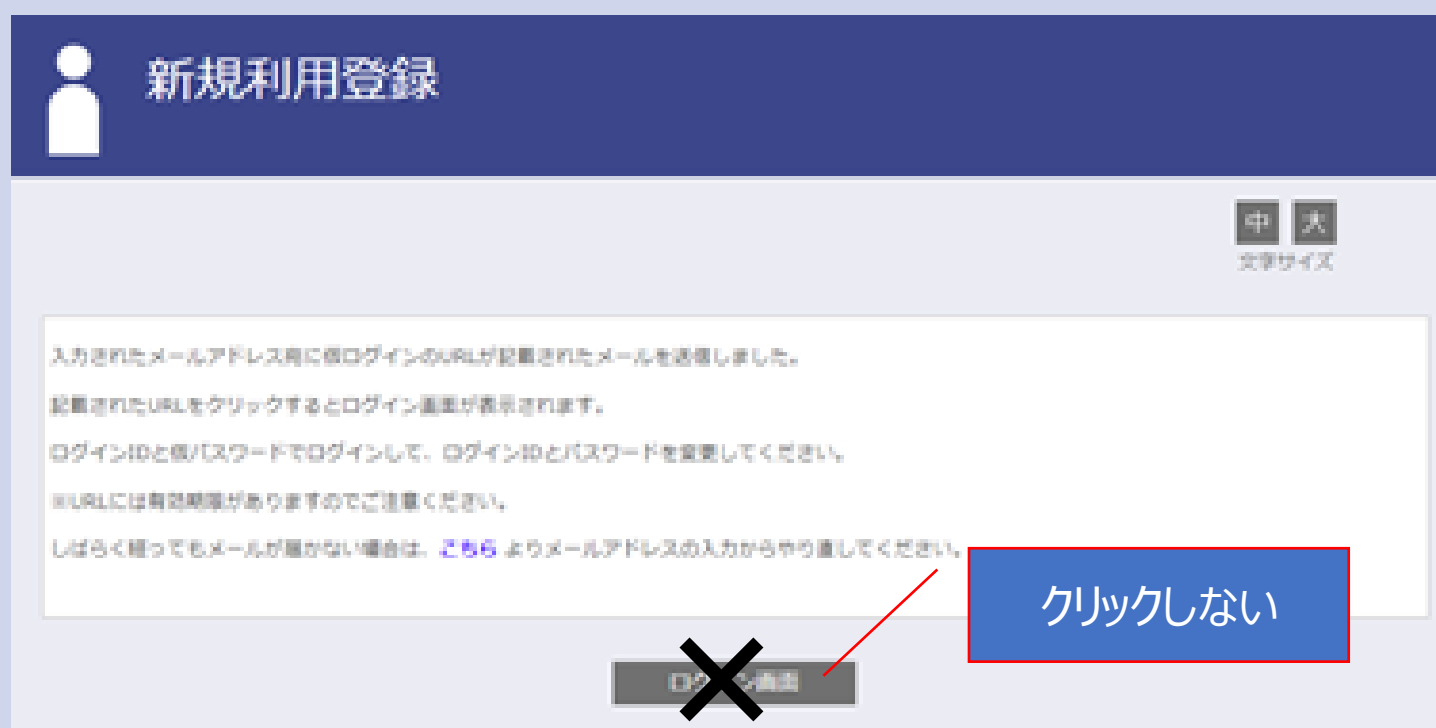 新規利用登録
中 大
文字サイズ
入力されたメールアドレス宛に仮ログインのURLが記載されたメールを送信しました。
記載されたURLをクリックするとログイン画面が表示されます。
ログインIDと仮パスワードでログインして、ログインIDとパスワードを変更してください。
※URLには有効期限がありますのでご注意ください。
しばらく経ってもメールが届かない場合は、こちら よりメールアドレスの入力からやり直してください。
クリックしない
ログイン画面